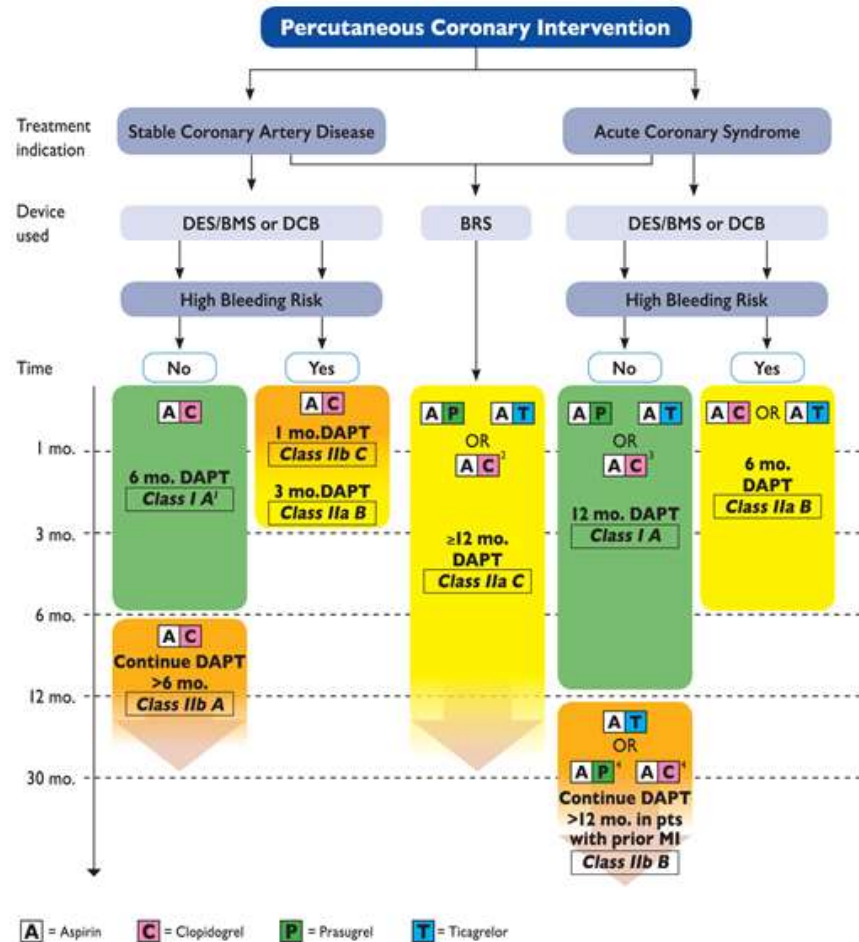 Percutaneous Coronary Intervention
Treatment
indication
Stable Coronary Artery Disease
Acute Coronary Syndrome
Device
used
DES/BMS or DCB
BRS
DES/BMS or DCB
High Bleeding Risk
High Bleeding Risk
Time
No
Yes
No
Yes
1 mo.
3 mo.
6 mo.
12 mo.
30 mo.
A C
6 mo. DAPT
Class I A¹
A C
Continue DAPT
>6 mo.
Class IIb A
A C
1 mo.DAPT
Class IIb C
3 mo.DAPT
Class IIa B
A P A T
OR
A C²
≥12 mo.
DAPT
Class IIa C
A P A T
OR
A C³
12 mo. DAPT
Class I A
A T
OR
A P⁴ A C⁴
Continue DAPT
>12 mo. in pts
with prior MI
Class IIb B
A C OR A T
6 mo.
DAPT
Class IIa B
A = Aspirin C = Clopidogrel P = Prasugrel T = Ticagrelor